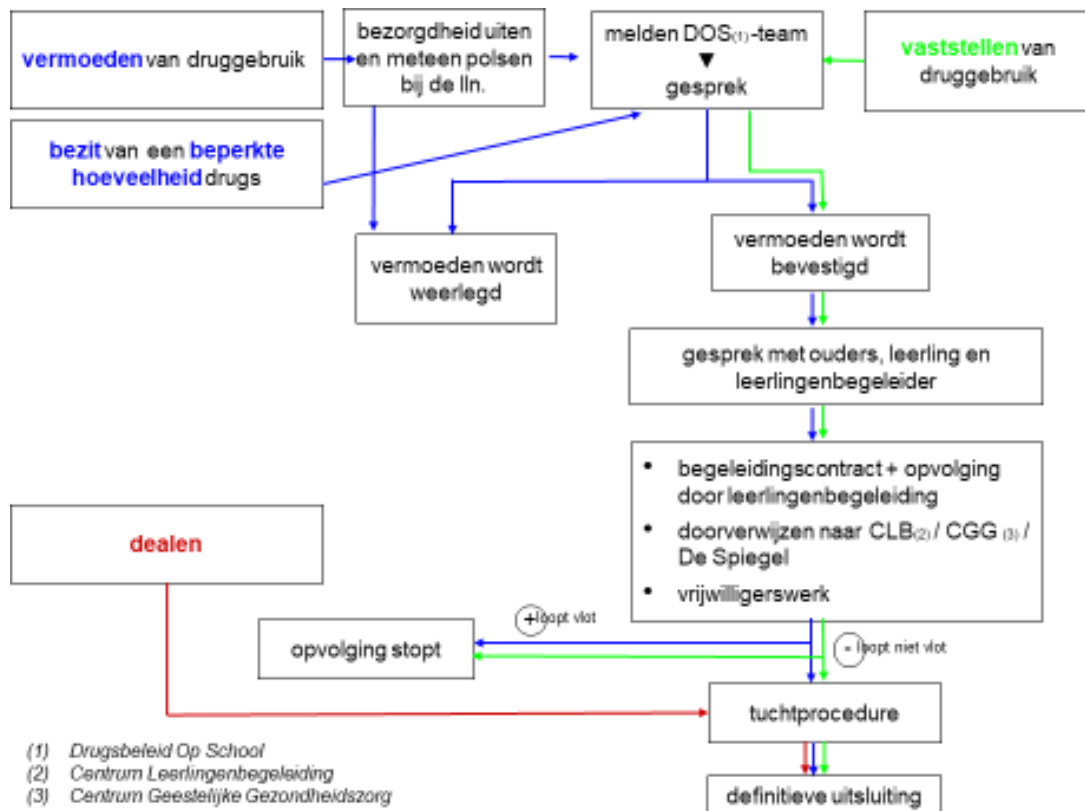 vermoeden van druggebruik
bezorgdheid uiten
en meteen polsen
bij de lln.
melden DOS(1)-team
▼
gesprek
vaststellen van
druggebruik
bezit van een beperkte
hoeveelheid drugs
vermoeden wordt
weerlegd
vermoeden wordt
bevestigd
gesprek met ouders, leerling en
leerlingenbegeleider
• begeleidingscontract + opvolging
door leerlingenbegeleiding
• doorverwijzen naar CLB(2) / CGG (3) /
De Spiegel
• vrijwilligerswerk
dealen
+ loopt vlot
opvolging stopt
- loopt niet vlot
tuchtprocedure
definitieve uitsluiting
(1) Drugsbeleid Op School
(2) Centrum Leerlingenbegeleiding
(3) Centrum Geestelijke Gezondheidszorg